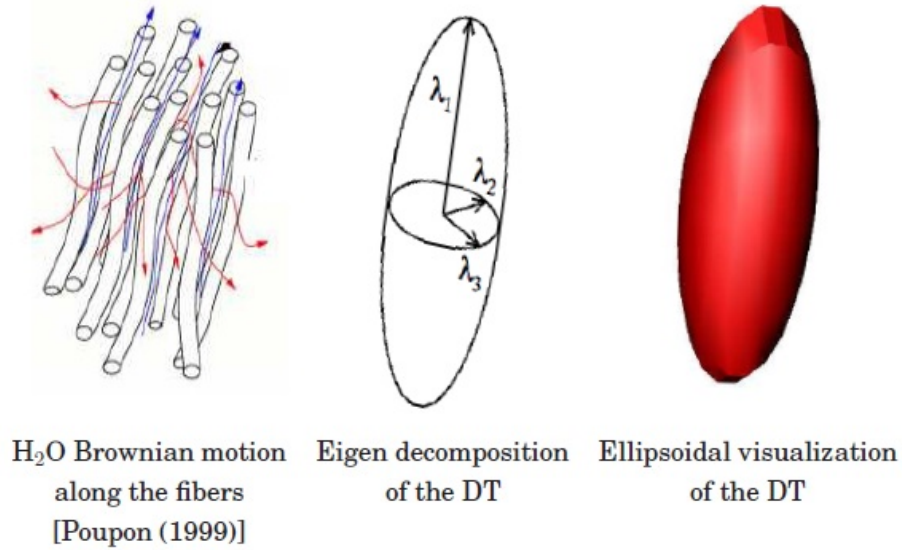 λ₁
λ₂
λ₃
H₂O Brownian motion
along the fibers
[Poupon (1999)]
Eigen decomposition
of the DT
Ellipsoidal visualization
of the DT